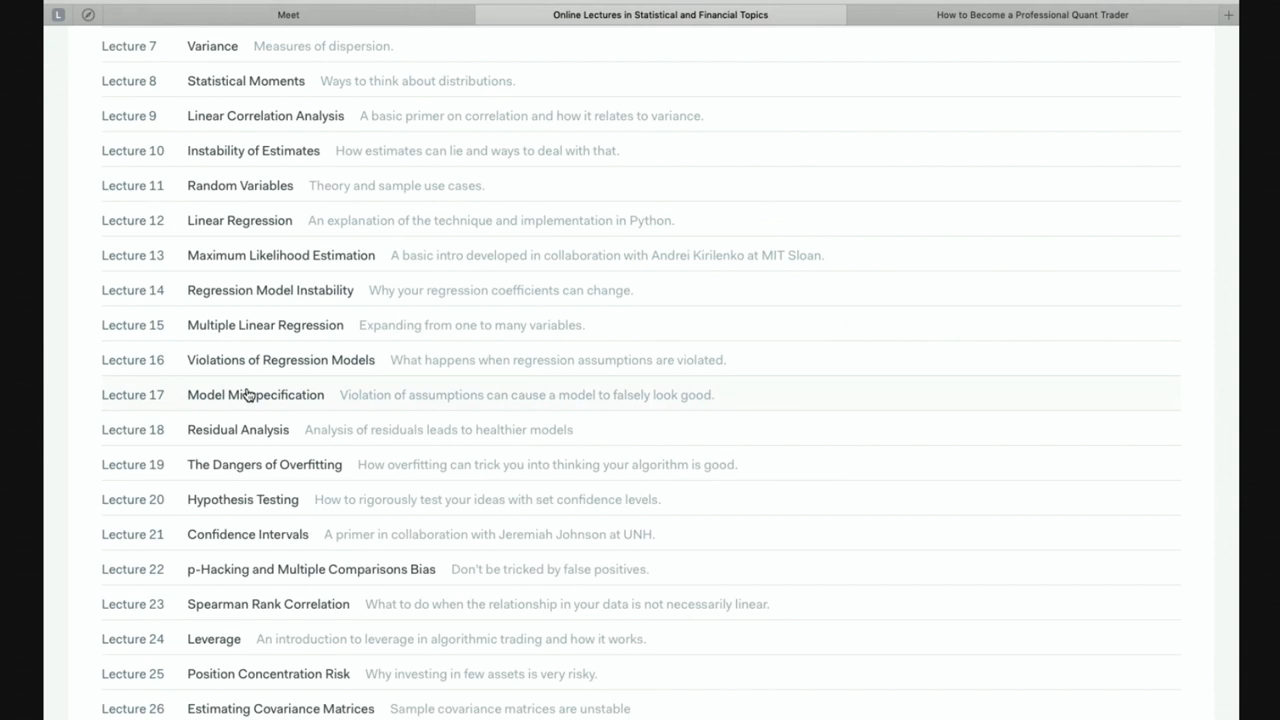 L Meet Online Lectures in Statistical and Financial Topics How to Become a Professional Quant Trader +
Lecture 7 Variance Measures of dispersion.
Lecture 8 Statistical Moments Ways to think about distributions.
Lecture 9 Linear Correlation Analysis A basic primer on correlation and how it relates to variance.
Lecture 10 Instability of Estimates How estimates can lie and ways to deal with that.
Lecture 11 Random Variables Theory and sample use cases.
Lecture 12 Linear Regression An explanation of the technique and implementation in Python.
Lecture 13 Maximum Likelihood Estimation A basic intro developed in collaboration with Andrei Kirilenko at MIT Sloan.
Lecture 14 Regression Model Instability Why your regression coefficients can change.
Lecture 15 Multiple Linear Regression Expanding from one to many variables.
Lecture 16 Violations of Regression Models What happens when regression assumptions are violated.
Lecture 17 Model Misspecification Violation of assumptions can cause a model to falsely look good.
Lecture 18 Residual Analysis Analysis of residuals leads to healthier models
Lecture 19 The Dangers of Overfitting How overfitting can trick you into thinking your algorithm is good.
Lecture 20 Hypothesis Testing How to rigorously test your ideas with set confidence levels.
Lecture 21 Confidence Intervals A primer in collaboration with Jeremiah Johnson at UNH.
Lecture 22 p-Hacking and Multiple Comparisons Bias Don't be tricked by false positives.
Lecture 23 Spearman Rank Correlation What to do when the relationship in your data is not necessarily linear.
Lecture 24 Leverage An introduction to leverage in algorithmic trading and how it works.
Lecture 25 Position Concentration Risk Why investing in few assets is very risky.
Lecture 26 Estimating Covariance Matrices Sample covariance matrices are unstable